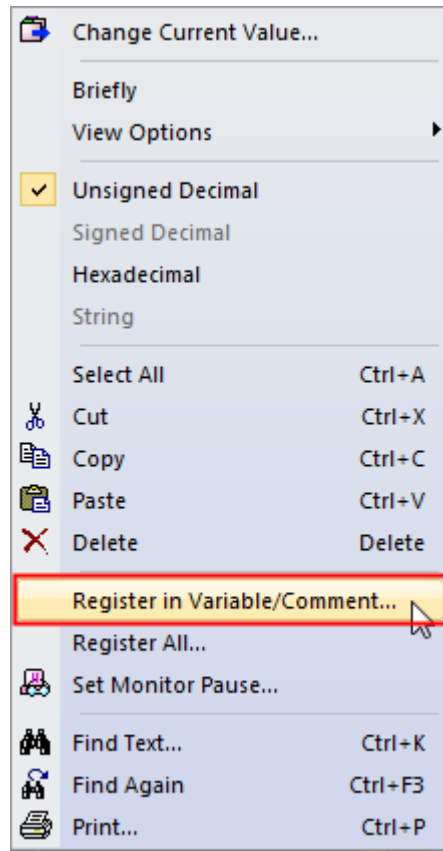 Change Current Value...
Briefly
View Options
Unsigned Decimal
Signed Decimal
Hexadecimal
String
Select All Ctrl+A
Cut Ctrl+X
Copy Ctrl+C
Paste Ctrl+V
Delete Delete
Register in Variable/Comment...
Register All...
Set Monitor Pause...
Find Text... Ctrl+K
Find Again Ctrl+F3
Print... Ctrl+P